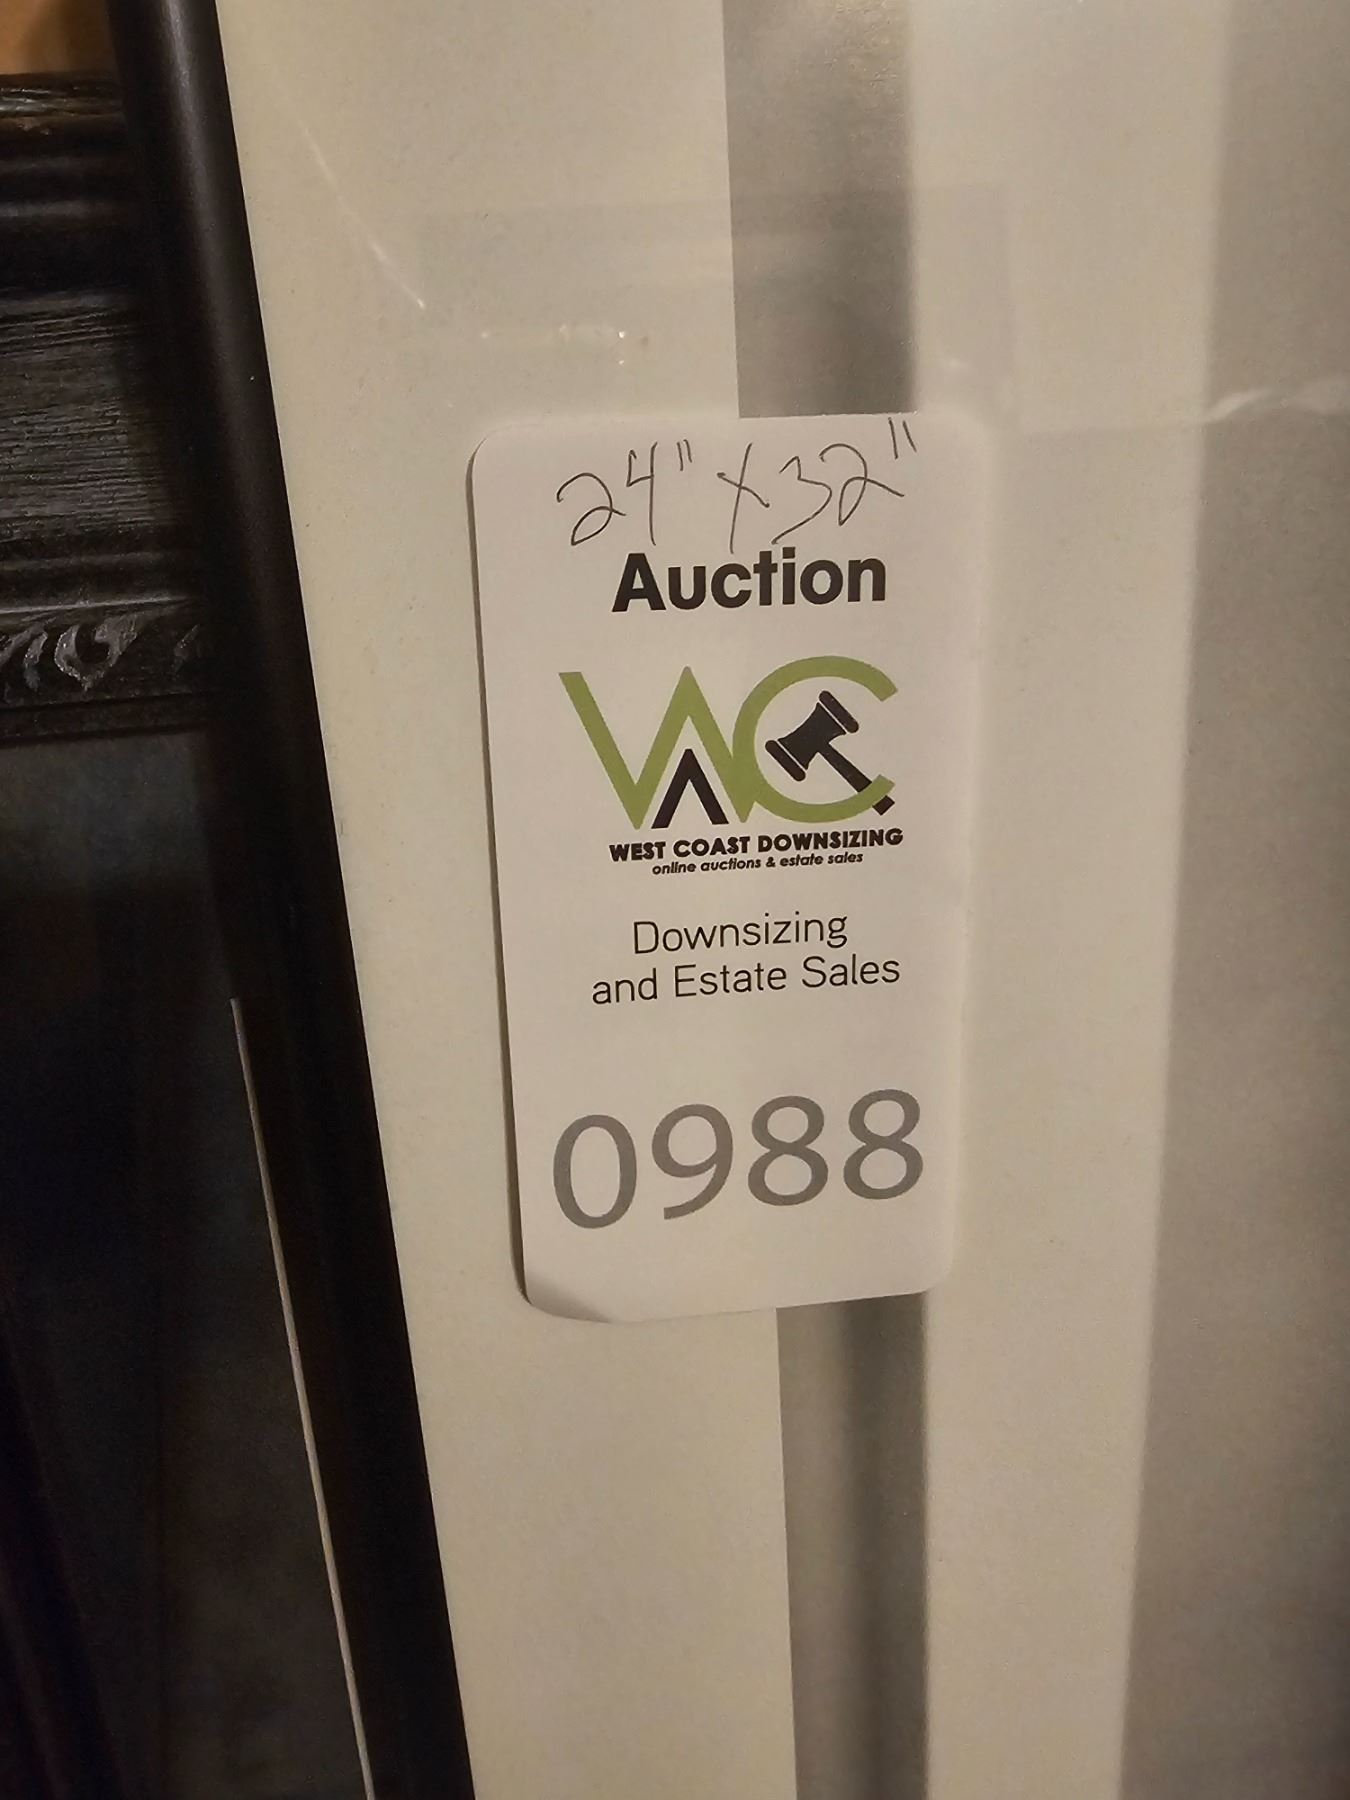 24" x 32"
Auction
WC
WEST COAST DOWNSIZING
online auctions & estate sales
Downsizing
and Estate Sales
0988